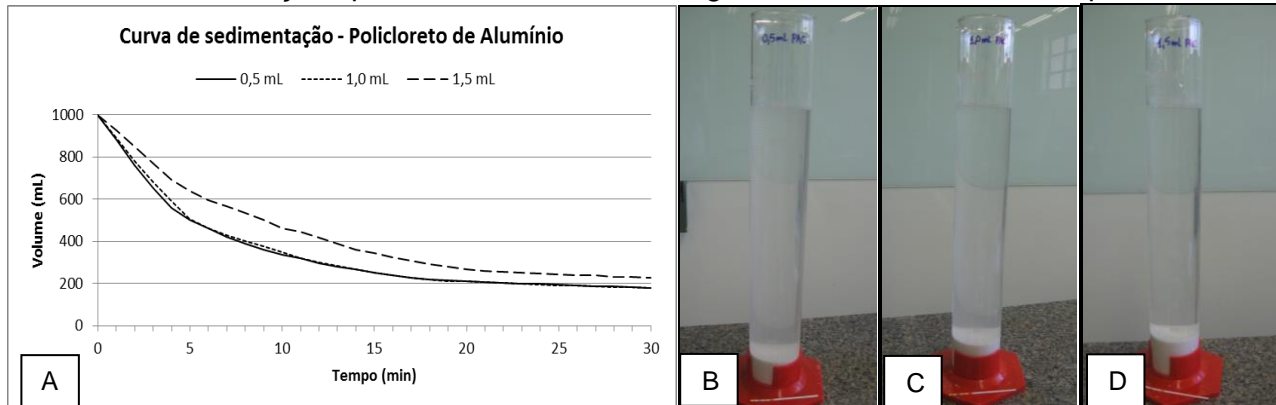 Curva de sedimentação - Policloreto de Alumínio
0,5 mL 1,0 mL 1,5 mL
Volume (mL)
1000
800
600
400
200
0
0 5 10 15 20 25 30
Tempo (min)
A
0,5mL PAC
B
1,0mL PAC
C
1,5mL PAC
D